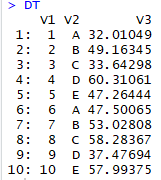 > DT
V1 V2 V3
1: 1 A 32.01049
2: 2 B 49.16345
3: 3 C 33.64298
4: 4 D 60.31061
5: 5 E 47.26444
6: 6 A 47.50065
7: 7 B 53.02808
8: 8 C 58.28367
9: 9 D 37.47694
10: 10 E 57.99375